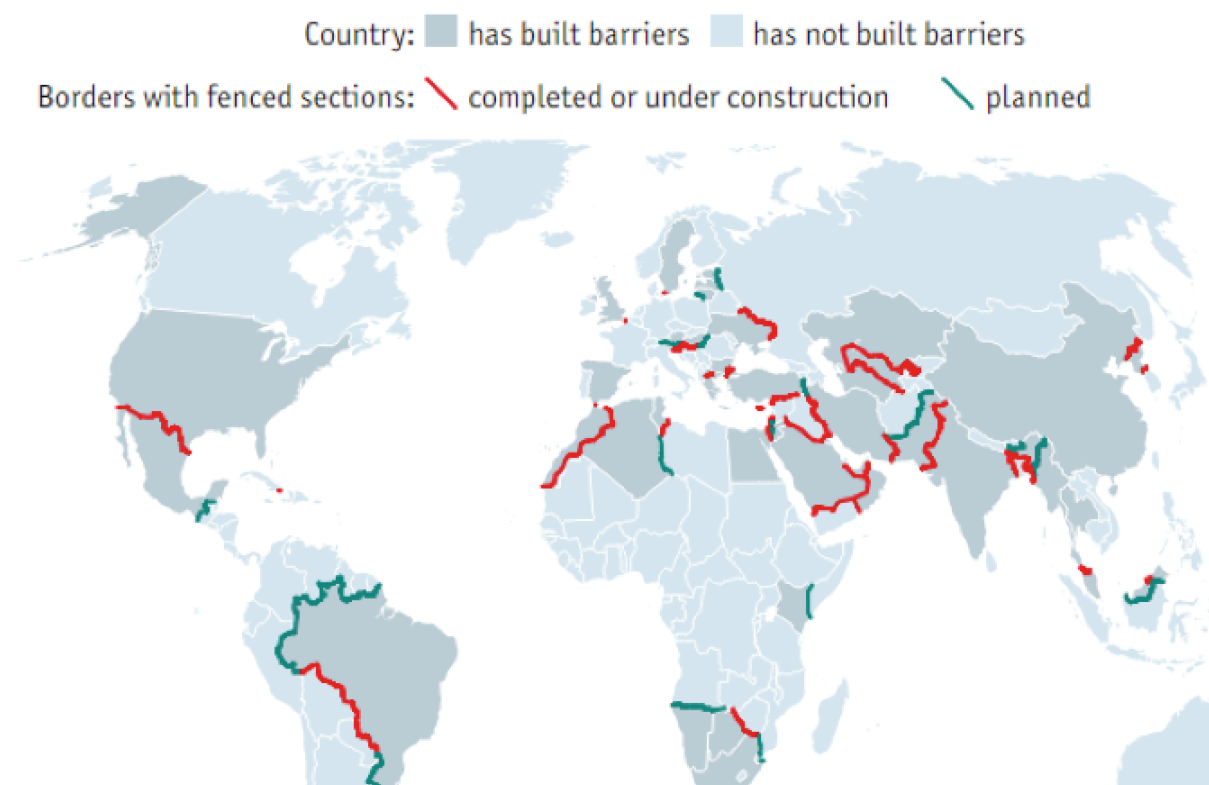 Country: has built barriers has not built barriers
Borders with fenced sections: completed or under construction planned